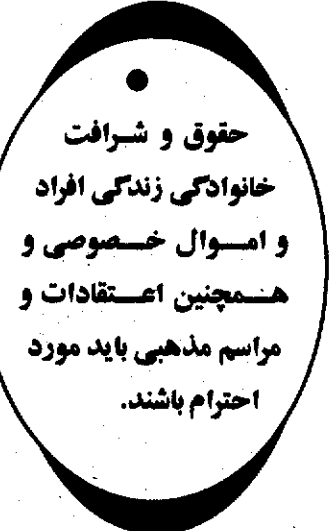 حقوق و شرافت
خانوادگی زندگی افراد
و اموال خصوصی و
همچنین اعتقادات و
مراسم مذهبی باید مورد
احترام باشند.